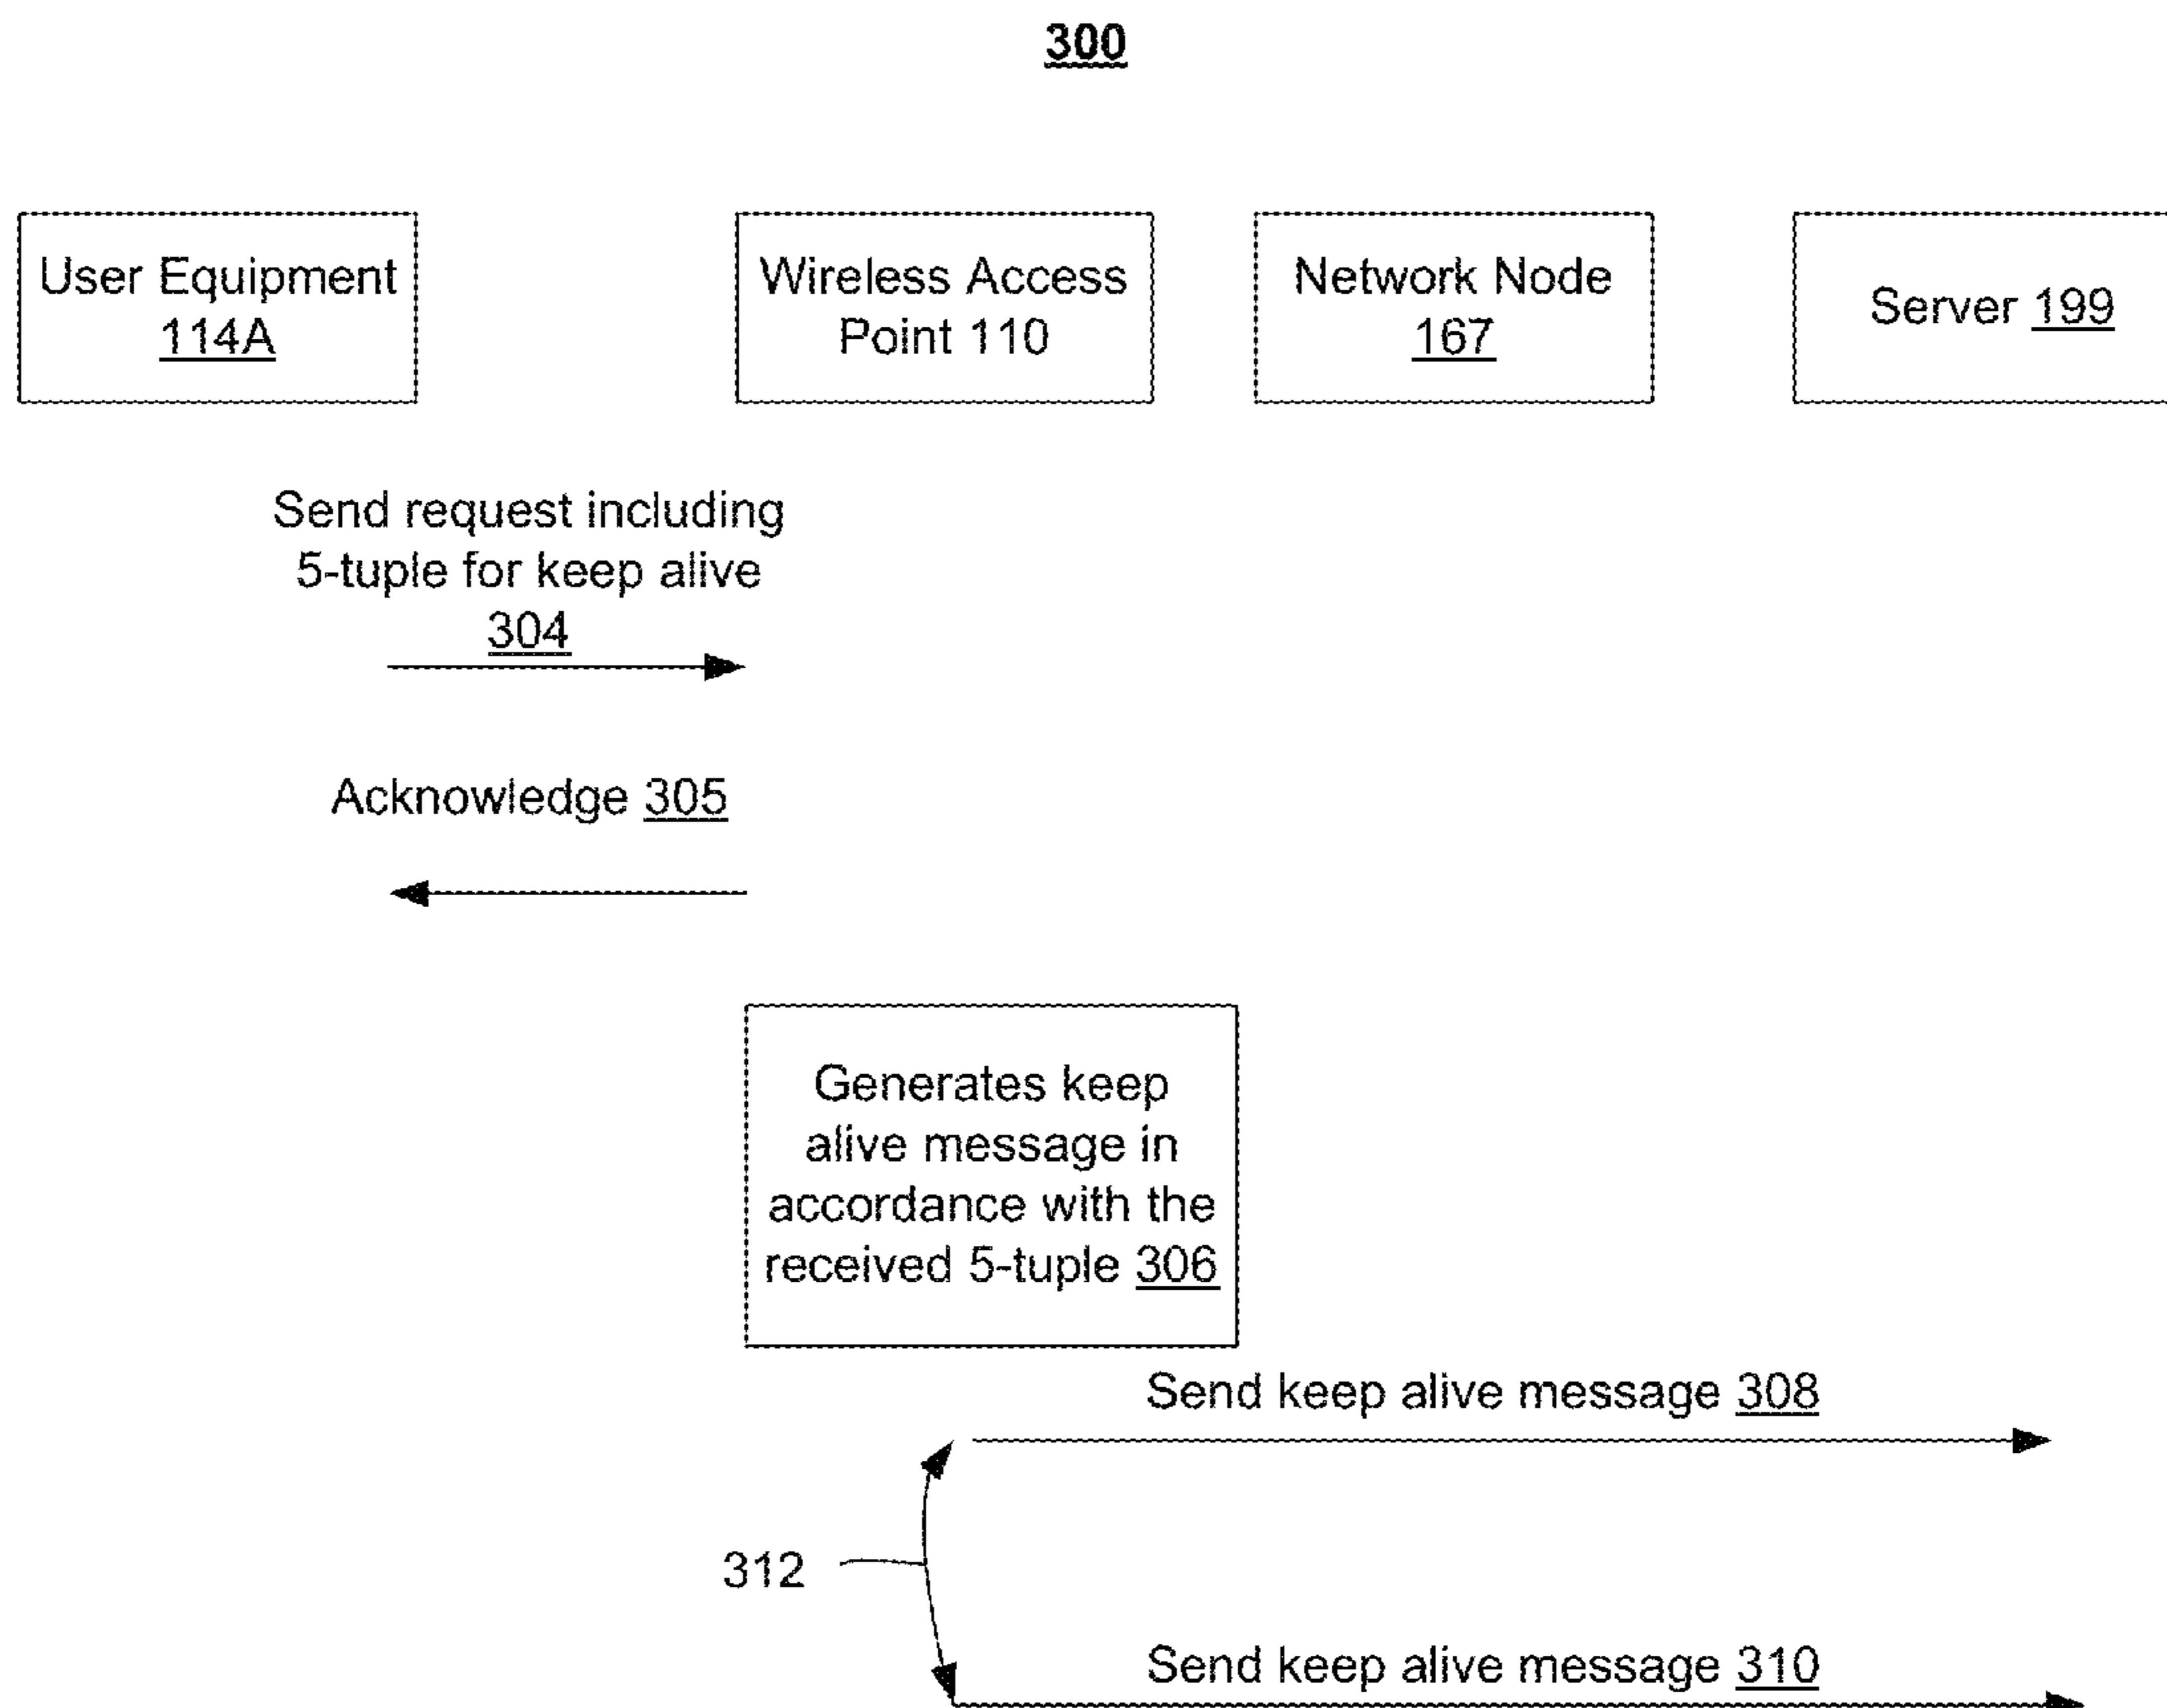 300
User Equipment
114A
Wireless Access
Point 110
Network Node
167
Server 199
Send request including
5-tuple for keep alive
304
Acknowledge 305
Generates keep
alive message in
accordance with the
received 5-tuple 306
Send keep alive message 308
312
Send keep alive message 310